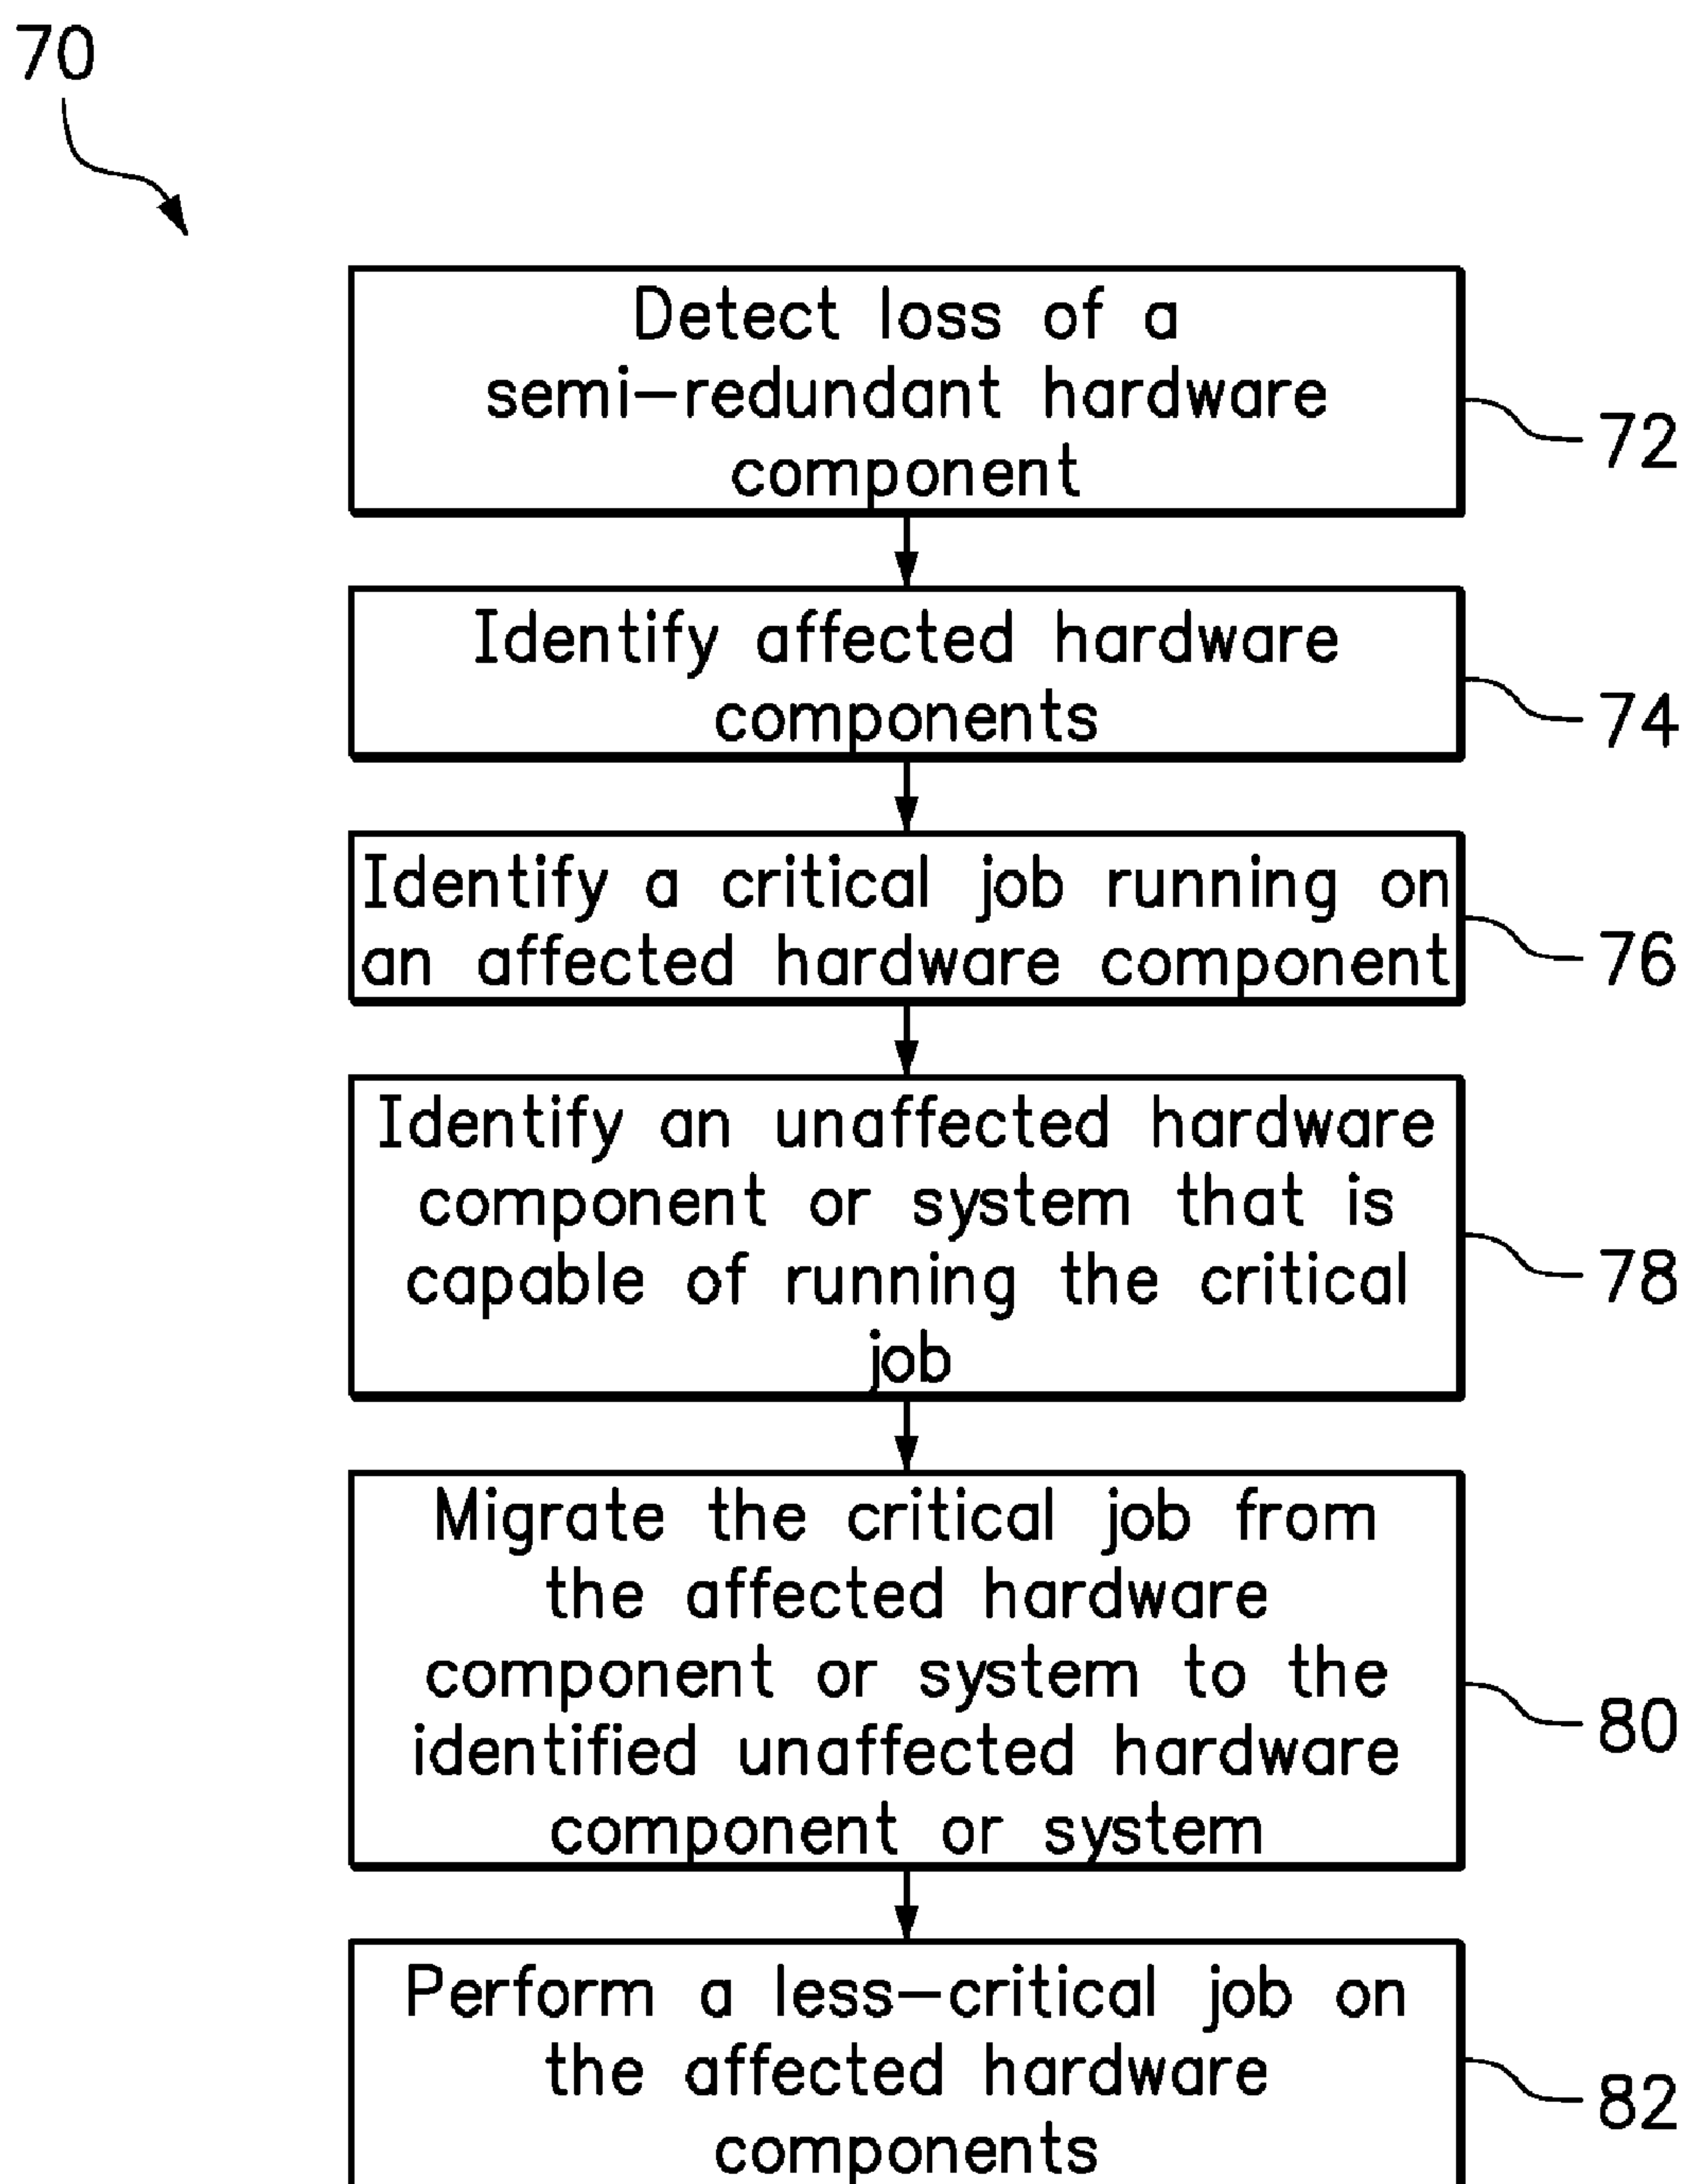 70
Detect loss of a
semi-redundant hardware
component
72
Identify affected hardware
components
74
Identify a critical job running on
an affected hardware component
76
Identify an unaffected hardware
component or system that is
capable of running the critical
job
78
Migrate the critical job from
the affected hardware
component or system to the
identified unaffected hardware
component or system
80
Perform a less-critical job on
the affected hardware
components
82